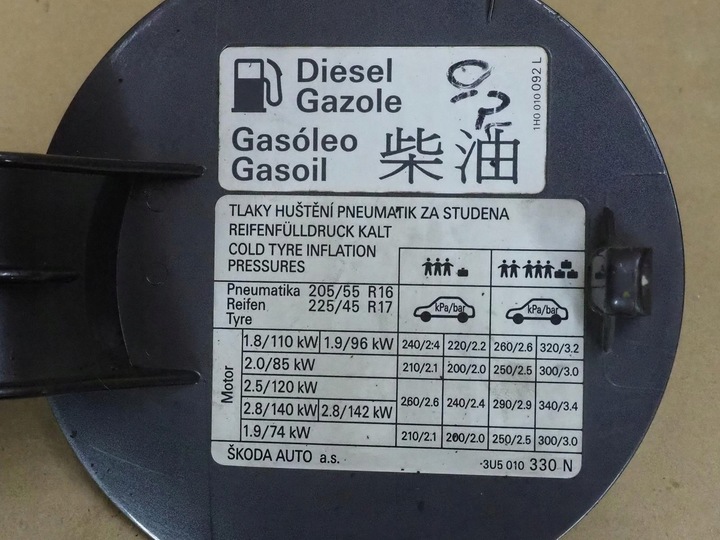 Diesel
Gazole
Gasóleo
Gasoil
柴油
1H0 010 092 L
TLAKY HUŠTĚNÍ PNEUMATIK ZA STUDENA
REIFENFÜLLDRUCK KALT
COLD TYRE INFLATION
PRESSURES
Pneumatika 205/55 R16
Reifen 225/45 R17
Tyre
kPa/bar kPa/bar
Motor
1.8/110 kW 1.9/96 kW 240/2.4 220/2.2 260/2.6 320/3.2
2.0/85 kW 210/2.1 200/2.0 250/2.5 300/3.0
2.5/120 kW
260/2.6 240/2.4 290/2.9 340/3.4
2.8/140 kW 2.8/142 kW
1.9/74 kW 210/2.1 200/2.0 250/2.5 300/3.0
ŠKODA AUTO a.s. 3U5 010 330 N